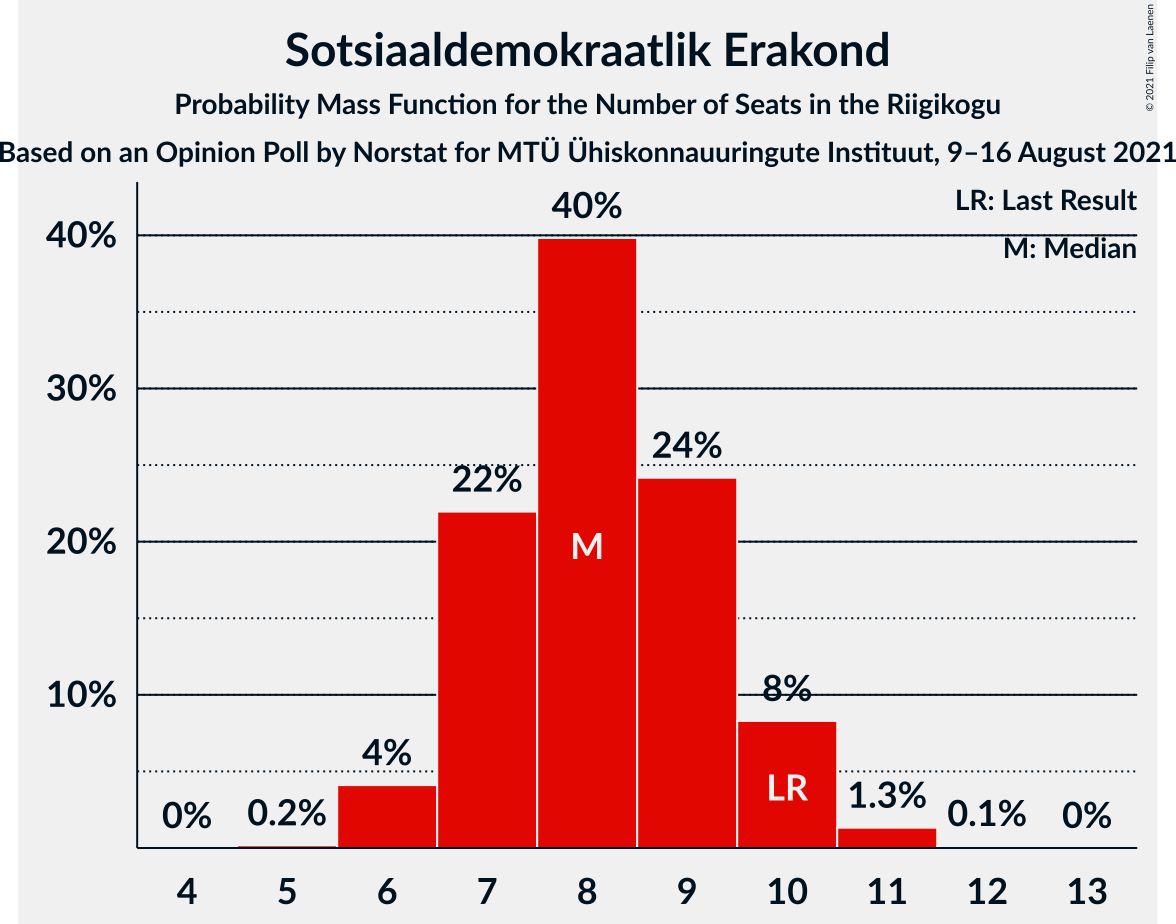 Sotsiaaldemokraatlik Erakond
Probability Mass Function for the Number of Seats in the Riigikogu
Based on an Opinion Poll by Norstat for MTÜ Ühiskonnauuringute Instituut, 9–16 August 2021
© 2021 Filip van Laenen
LR: Last Result
M: Median
40%
30%
20%
10%
0%
0.2%
4%
22%
40%
24%
8%
1.3%
0.1%
0%
M
LR
4 5 6 7 8 9 10 11 12 13